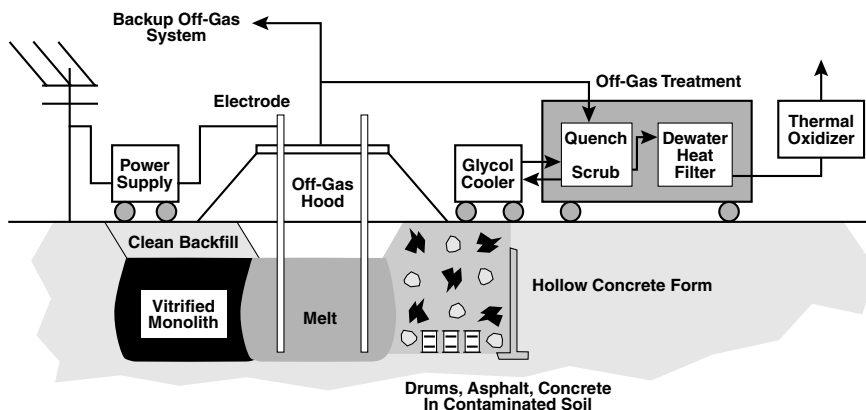 Backup Off-Gas
System
Off-Gas Treatment
Electrode
Power
Supply
Off-Gas
Hood
Glycol
Cooler
Quench
Scrub
Dewater
Heat
Filter
Thermal
Oxidizer
Clean Backfill
Vitrified
Monolith
Melt
Hollow Concrete Form
Drums, Asphalt, Concrete
In Contaminated Soil